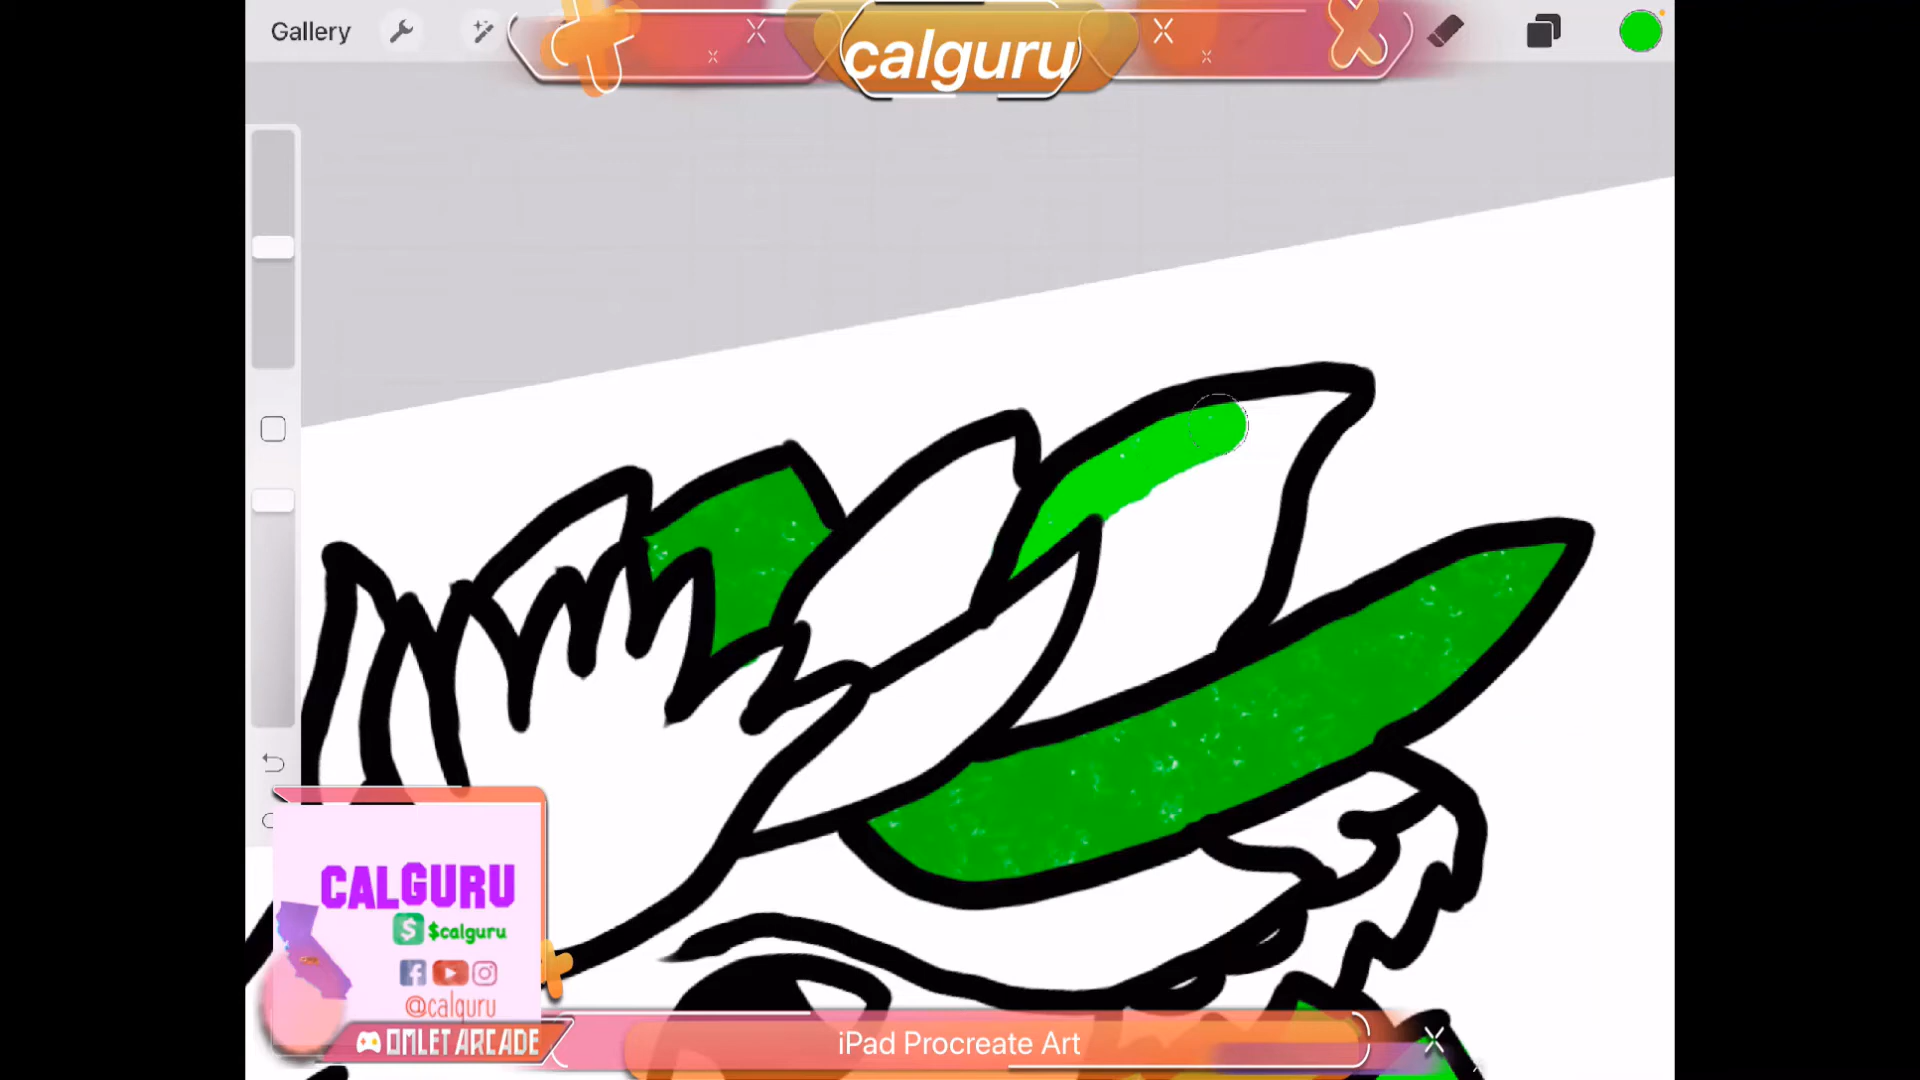 Gallery
calguru
CALGURU
$ $calguru
@calguru
OMLET ARCADE
iPad Procreate Art